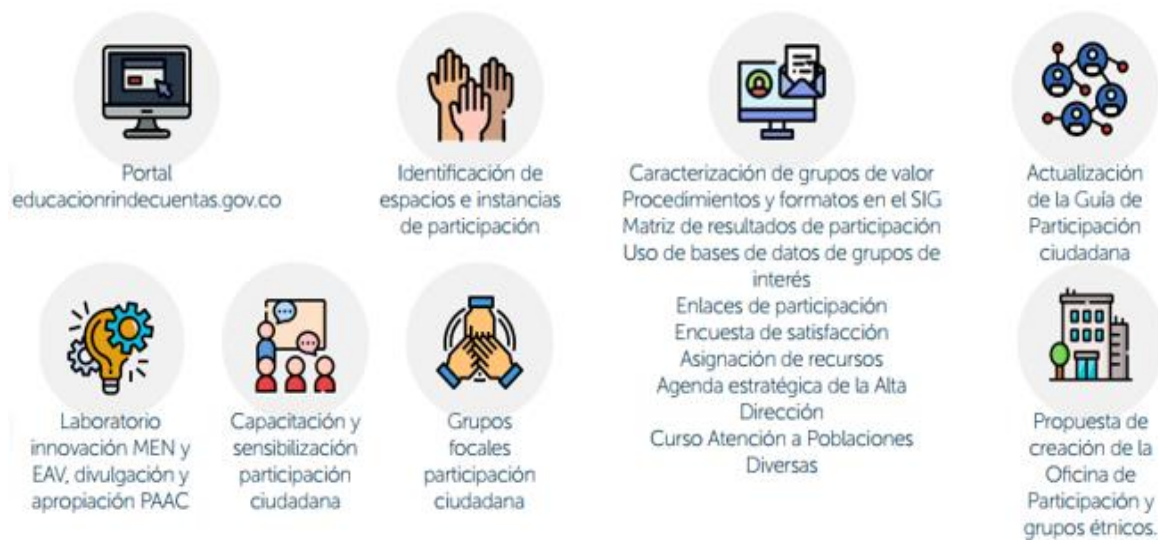 Portal
educacionrindecuentas.gov.co
Identificación de
espacios e instancias
de participación
Caracterización de grupos de valor
Procedimientos y formatos en el SIG
Matriz de resultados de participación
Uso de bases de datos de grupos de
interés
Enlaces de participación
Encuesta de satisfacción
Asignación de recursos
Agenda estratégica de la Alta
Dirección
Curso Atención a Poblaciones
Diversas
Actualización
de la Guía de
Participación
ciudadana
Laboratorio
innovación MEN y
EAV, divulgación y
apropiación PAAC
Capacitación y
sensibilización
participación
ciudadana
Grupos
focales
participación
ciudadana
Propuesta de
creación de la
Oficina de
Participación y
grupos étnicos.